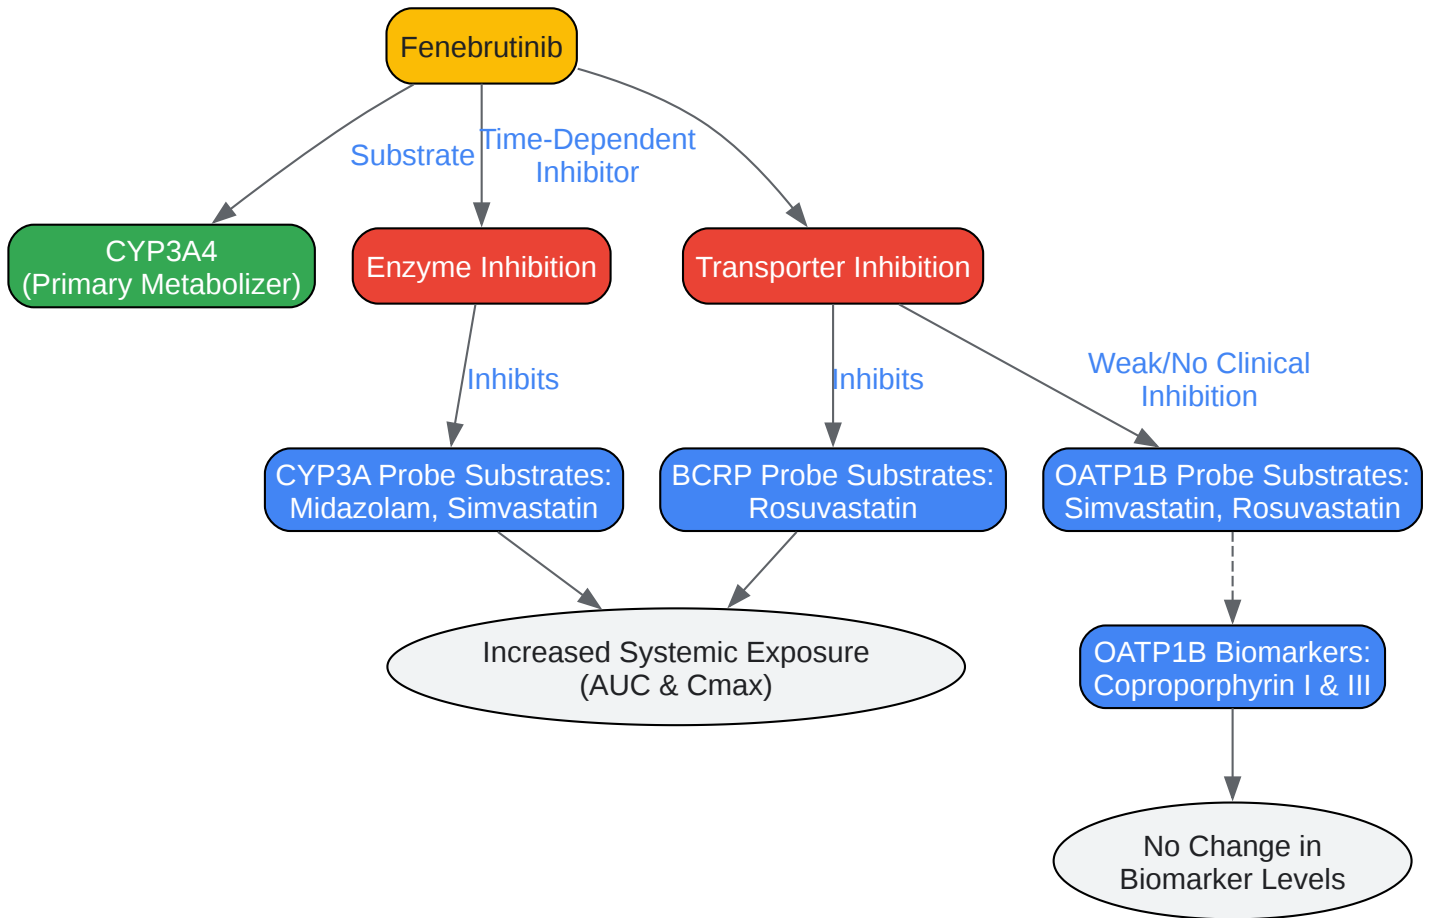 Fenebrutinib
Substrate
Time-Dependent
Inhibitor
CYP3A4
(Primary Metabolizer)
Enzyme Inhibition
Transporter Inhibition
Inhibits
Inhibits
Weak/No Clinical
Inhibition
CYP3A Probe Substrates:
Midazolam, Simvastatin
BCRP Probe Substrates:
Rosuvastatin
OATP1B Probe Substrates:
Simvastatin, Rosuvastatin
Increased Systemic Exposure
(AUC & Cmax)
OATP1B Biomarkers:
Coproporphyrin I & III
No Change in
Biomarker Levels